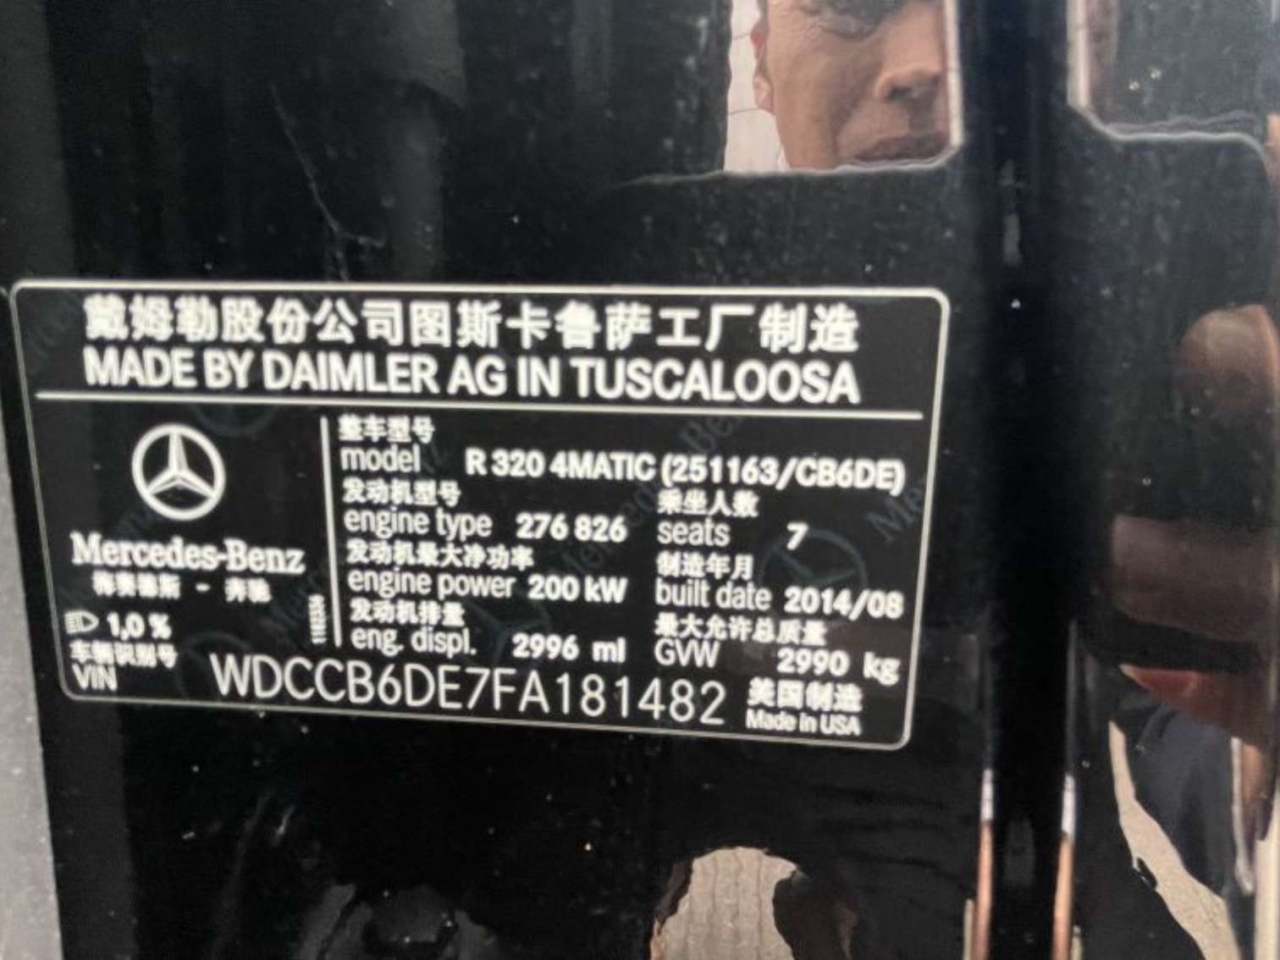 戴姆勒股份公司图斯卡鲁萨工厂制造
MADE BY DAIMLER AG IN TUSCALOOSA
Mercedes-Benz
梅赛德斯 - 奔驰
1,0 %
整车型号
model R 320 4MATIC (251163/CB6DE)
发动机型号 乘坐人数
engine type 276 826 seats 7
发动机最大净功率 制造年月
engine power 200 kW built date 2014/08
发动机排量 最大允许总质量
eng. displ. 2996 ml GVW 2990 kg
车辆识别号
VIN WDCCB6DE7FA181482 美国制造
Made in USA